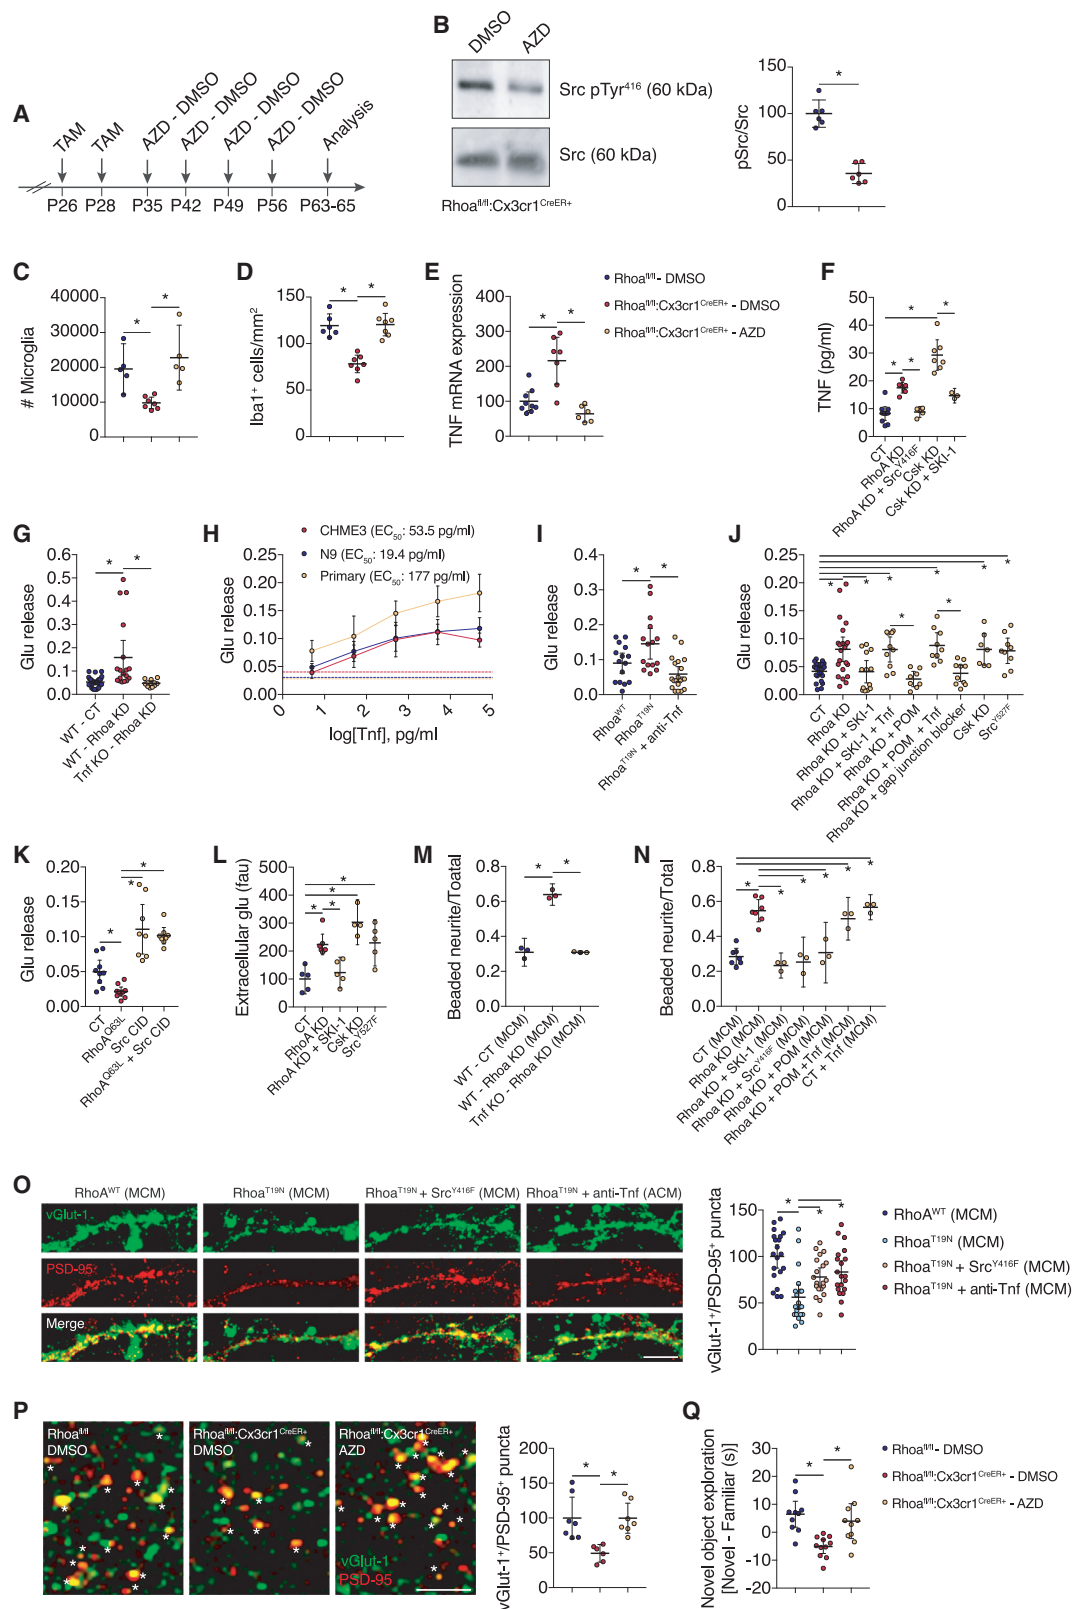 A
TAM
TAM
AZD - DMSO
AZD - DMSO
AZD - DMSO
AZD - DMSO
Analysis
P26
P28
P35
P42
P49
P56
P63-65
B
DMSO
AZD
Src pTyr416 (60 kDa)
Src (60 kDa)
Rhoafl/fl:Cx3cr1CreER+
pSrc/Src
150
100
50
0
*
C
# Microglia
40000
30000
20000
10000
0
* *
D
Iba1+ cells/mm2
150
100
50
0
* *
E
TNF mRNA expression
400
300
200
100
0
* *
Rhoafl/fl - DMSO
Rhoafl/fl:Cx3cr1CreER+ - DMSO
Rhoafl/fl:Cx3cr1CreER+ - AZD
F
TNF (pg/ml)
50
40
30
20
10
0
* * * *
CT
RhoA KD
RhoA KD + SrcY416F
Csk KD
Csk KD + SKI-1
G
Glu release
0.6
0.5
0.4
0.3
0.2
0.1
0.0
* *
WT - CT
WT - Rhoa KD
Tnf KO - Rhoa KD
H
CHME3 (EC50: 53.5 pg/ml)
N9 (EC50: 19.4 pg/ml)
Primary (EC50: 177 pg/ml)
Glu release
0.25
0.20
0.15
0.10
0.05
0.00
0 1 2 3 4 5
log[Tnf], pg/ml
I
Glu release
0.4
0.3
0.2
0.1
0.0
* *
RhoaWT
RhoaT19N
RhoaT19N + anti-Tnf
J
Glu release
0.25
0.20
0.15
0.10
0.05
0.00
* * * * * * * *
CT
Rhoa KD
Rhoa KD + SKI-1
Rhoa KD + SKI-1 + Tnf
Rhoa KD + POM
Rhoa KD + POM + Tnf
Rhoa KD + gap junction blocker
Csk KD
SrcY527F
K
Glu release
0.20
0.15
0.10
0.05
0.00
* * *
CT
RhoAQ63L
Src CID
RhoAQ63L + Src CID
L
Extracellular glu (fau)
500
400
300
200
100
0
* * * *
CT
RhoA KD
RhoA KD + SKI-1
Csk KD
SrcY527F
M
Beaded neurite/Toatal
0.8
0.6
0.4
0.2
0.0
* *
WT - CT (MCM)
WT - Rhoa KD (MCM)
Tnf KO - Rhoa KD (MCM)
N
Beaded neurite/Total
0.8
0.6
0.4
0.2
0.0
* * * * * *
CT (MCM)
Rhoa KD (MCM)
Rhoa KD + SKI-1 (MCM)
Rhoa KD + SrcY416F (MCM)
Rhoa KD + POM (MCM)
Rhoa KD + POM +Tnf (MCM)
CT + Tnf (MCM)
O
RhoAWT (MCM)
RhoaT19N (MCM)
RhoaT19N + SrcY416F (MCM)
RhoaT19N + anti-Tnf (ACM)
vGlut-1
PSD-95
Merge
vGlut-1+/PSD-95+ puncta
150
100
50
0
* * *
RhoAWT (MCM)
RhoaT19N (MCM)
RhoaT19N + SrcY416F (MCM)
RhoaT19N + anti-Tnf (MCM)
P
Rhoafl/fl
DMSO
Rhoafl/fl:Cx3cr1CreER+
DMSO
Rhoafl/fl:Cx3cr1CreER+
AZD
vGlut-1
PSD-95
vGlut-1+/PSD-95+ puncta
200
150
100
50
0
* *
Q
Novel object exploration
[Novel - Familiar (s)]
30
20
10
0
-10
-20
* *
Rhoafl/fl - DMSO
Rhoafl/fl:Cx3cr1CreER+ - DMSO
Rhoafl/fl:Cx3cr1CreER+ - AZD